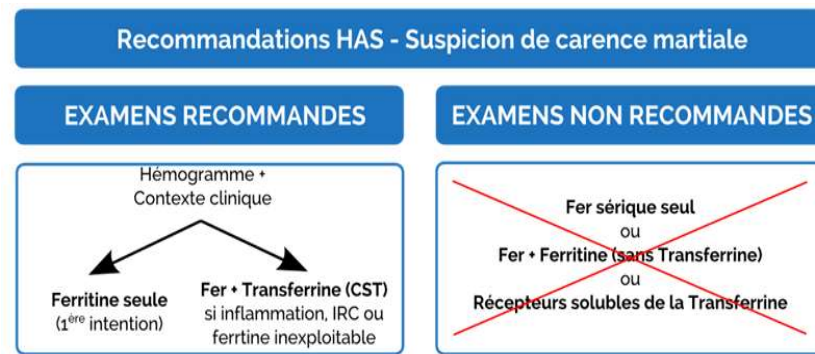 Recommandations HAS - Suspicion de carence martiale
EXAMENS RECOMMANDES
Hémogramme +
Contexte clinique
Ferritine seule
(1ère intention)
Fer + Transferrine (CST)
si inflammation, IRC ou
ferrtine inexploitable
EXAMENS NON RECOMMANDES
Fer sérique seul
ou
Fer + Ferritine (sans Transferrine)
ou
Récepteurs solubles de la Transferrine